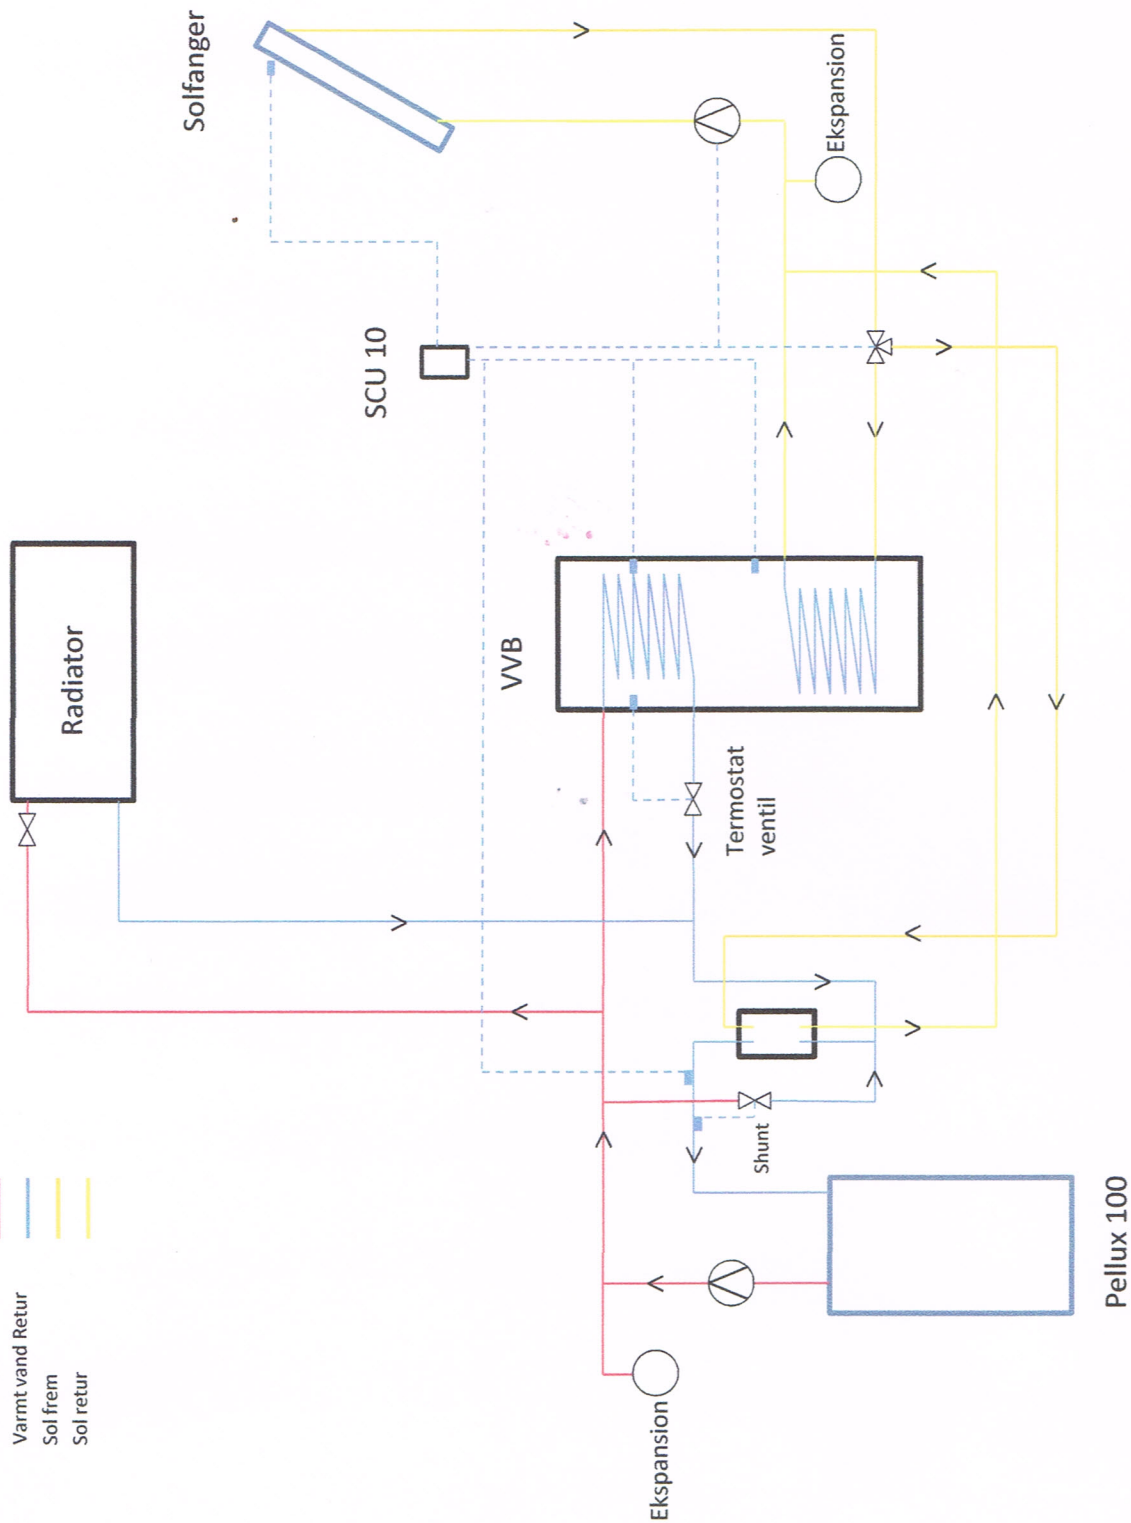 Solfanger
Ekspansion
SCU 10
Radiator
VVB
Termostat
ventil
Shunt
Pellux 100
Ekspansion
Varmt vand Retur
Sol frem
Sol retur